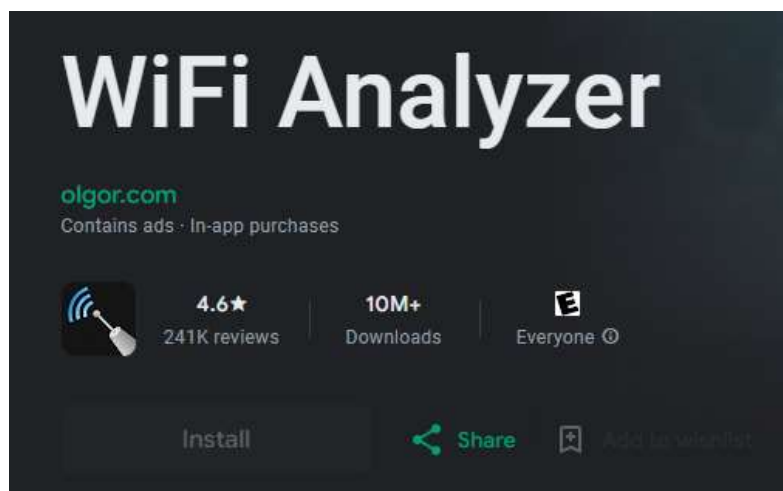 WiFi Analyzer
olgor.com
Contains ads · In-app purchases
4.6★ 10M+ E
241K reviews Downloads Everyone
Install Share Add to wishlist